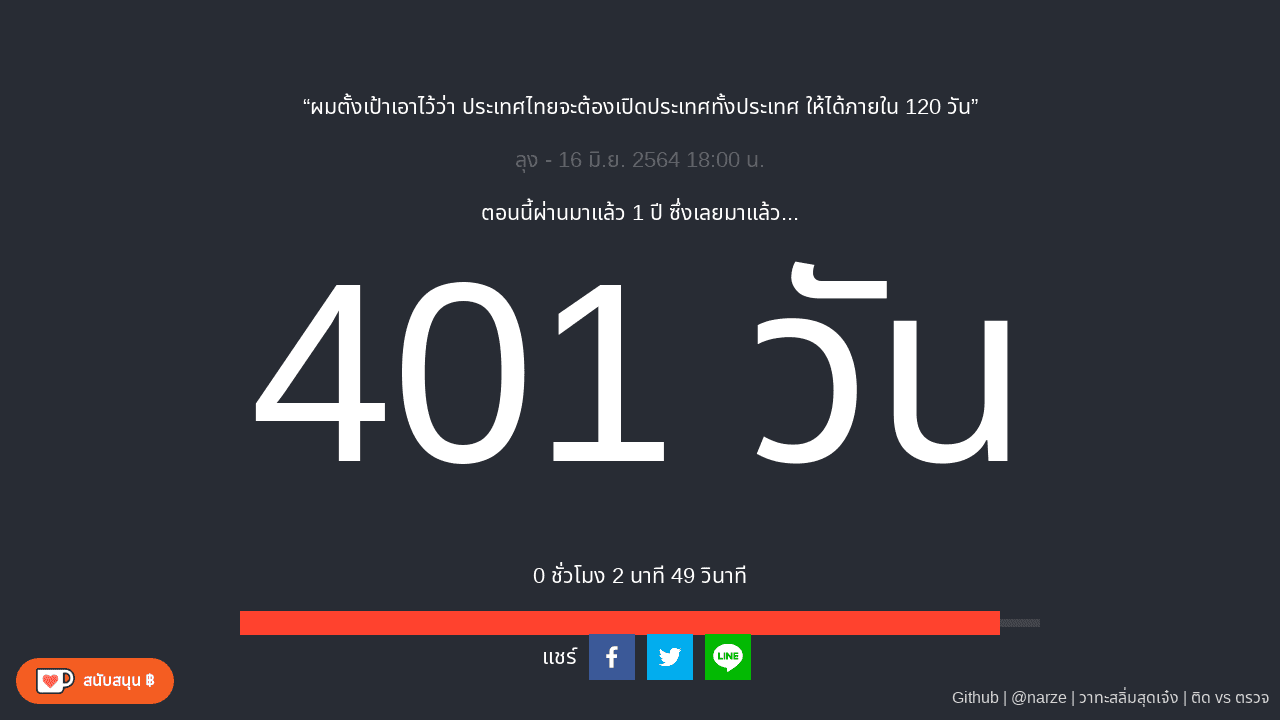 “ผมตั้งเป้าเอาไว้ว่า ประเทศไทยจะต้องเปิดประเทศทั้งประเทศ ให้ได้ภายใน 120 วัน”
ลุง - 16 มิ.ย. 2564 18:00 น.
ตอนนี้ผ่านมาแล้ว 1 ปี ซึ่งเลยมาแล้ว...
401 วัน
0 ชั่วโมง 2 นาที 49 วินาที
แชร์
LINE
สนับสนุน ฿
Github | @narze | วาทะสลิ่มสุดเจ๋ง | ติด vs ตรวจ